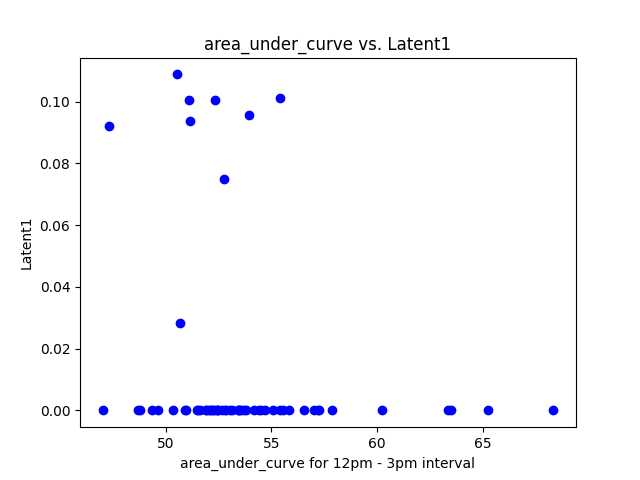 area_under_curve vs. Latent1
0.10
0.08
0.06
0.04
0.02
0.00
Latent1
50 55 60 65
area_under_curve for 12pm - 3pm interval